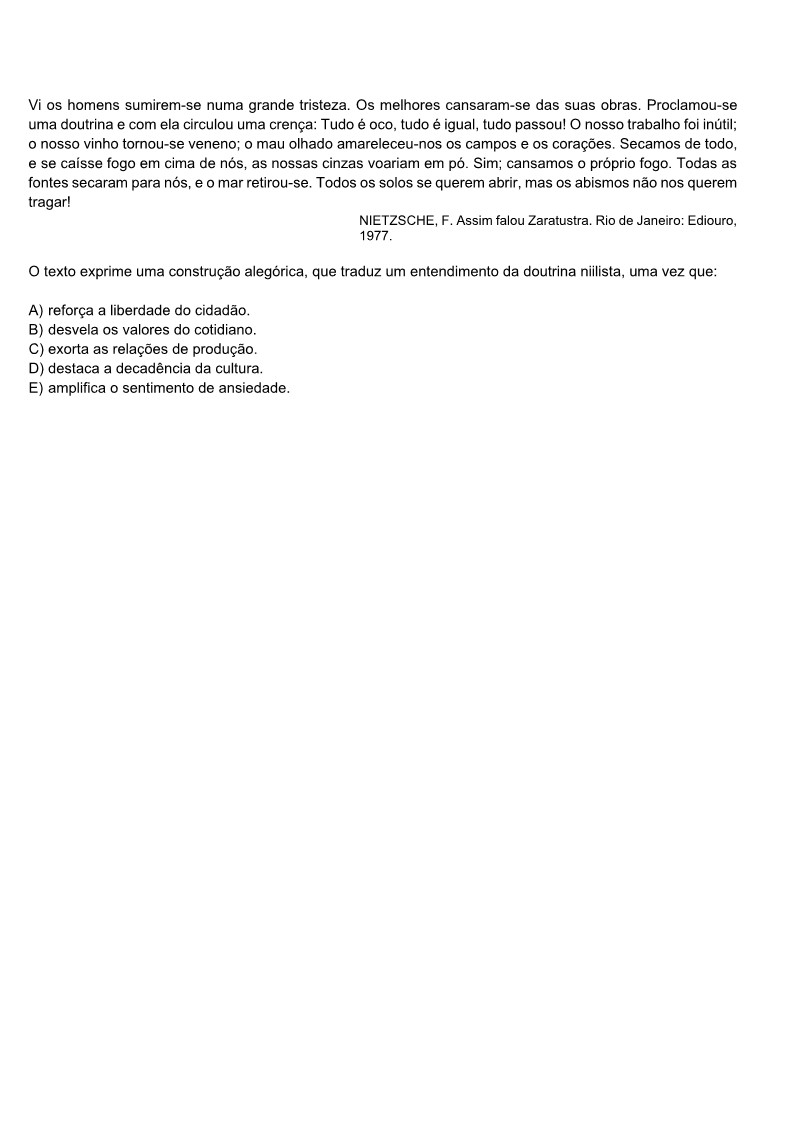 Vi os homens sumirem-se numa grande tristeza. Os melhores cansaram-se das suas obras. Proclamou-se
uma doutrina e com ela circulou uma crença: Tudo é oco, tudo é igual, tudo passou! O nosso trabalho foi inútil;
o nosso vinho tornou-se veneno; o mau olhado amareleceu-nos os campos e os corações. Secamos de todo,
e se caísse fogo em cima de nós, as nossas cinzas voariam em pó. Sim; cansamos o próprio fogo. Todas as
fontes secaram para nós, e o mar retirou-se. Todos os solos se querem abrir, mas os abismos não nos querem
tragar!
NIETZSCHE, F. Assim falou Zaratustra. Rio de Janeiro: Ediouro,
1977.
O texto exprime uma construção alegórica, que traduz um entendimento da doutrina niilista, uma vez que:
A) reforça a liberdade do cidadão.
B) desvela os valores do cotidiano.
C) exorta as relações de produção.
D) destaca a decadência da cultura.
E) amplifica o sentimento de ansiedade.